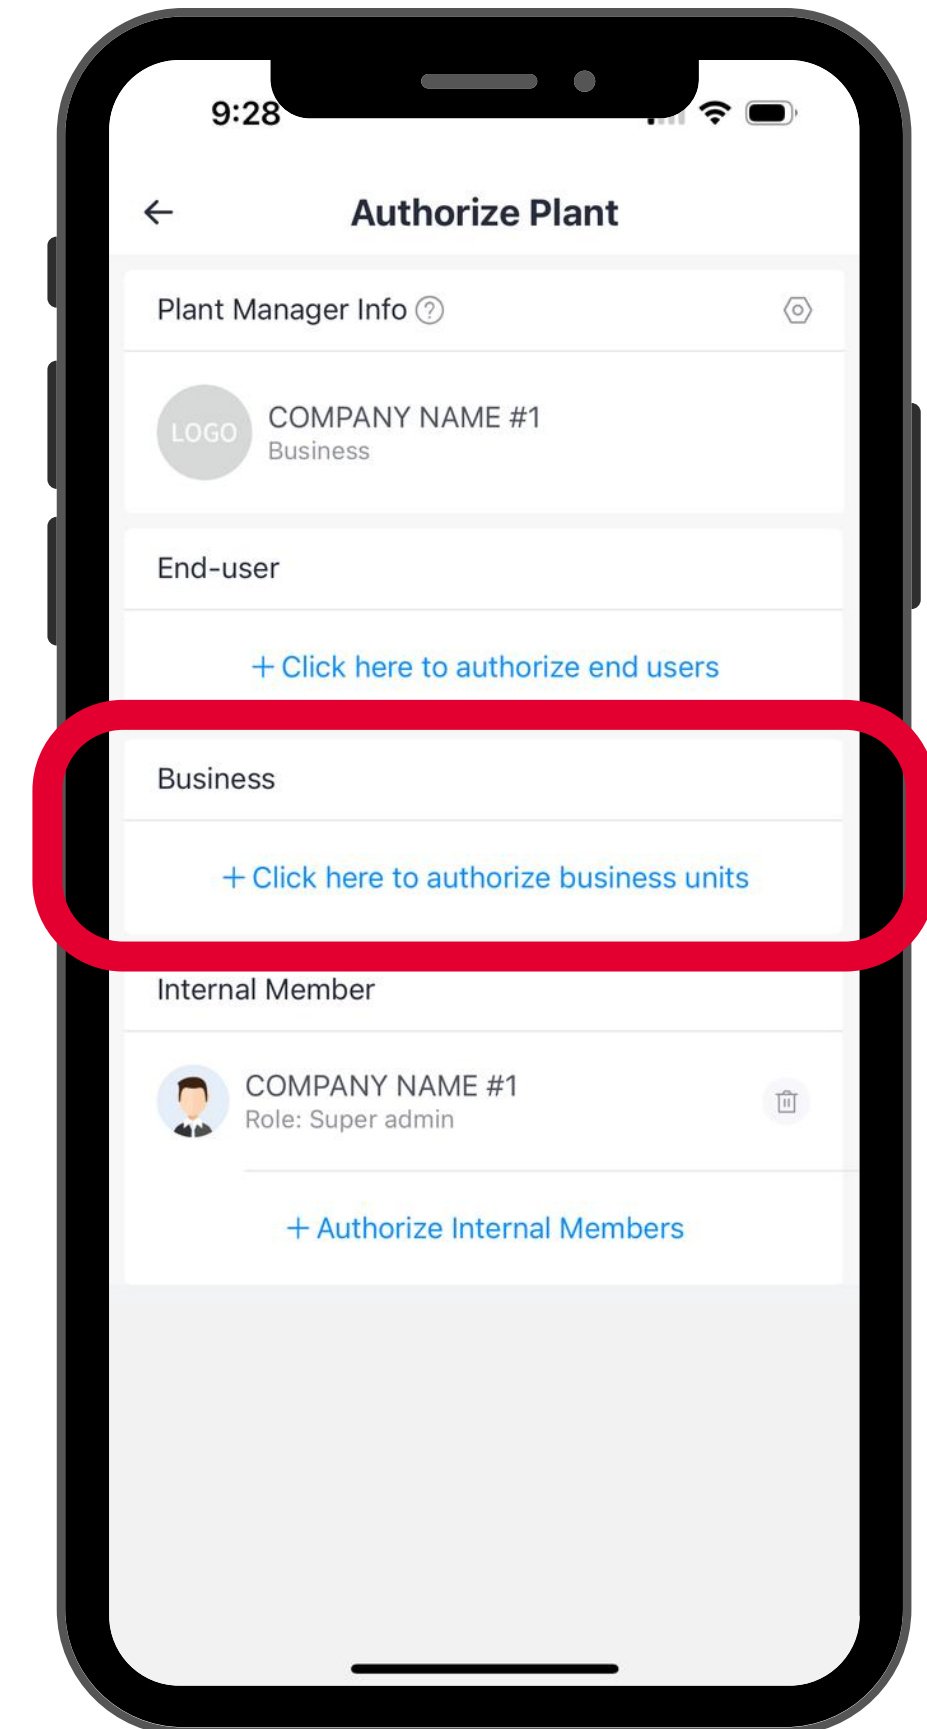 9:28
Authorize Plant
Plant Manager Info ?
LOGO
COMPANY NAME #1
Business
End-user
+ Click here to authorize end users
Business
+ Click here to authorize business units
Internal Member
COMPANY NAME #1
Role: Super admin
+ Authorize Internal Members